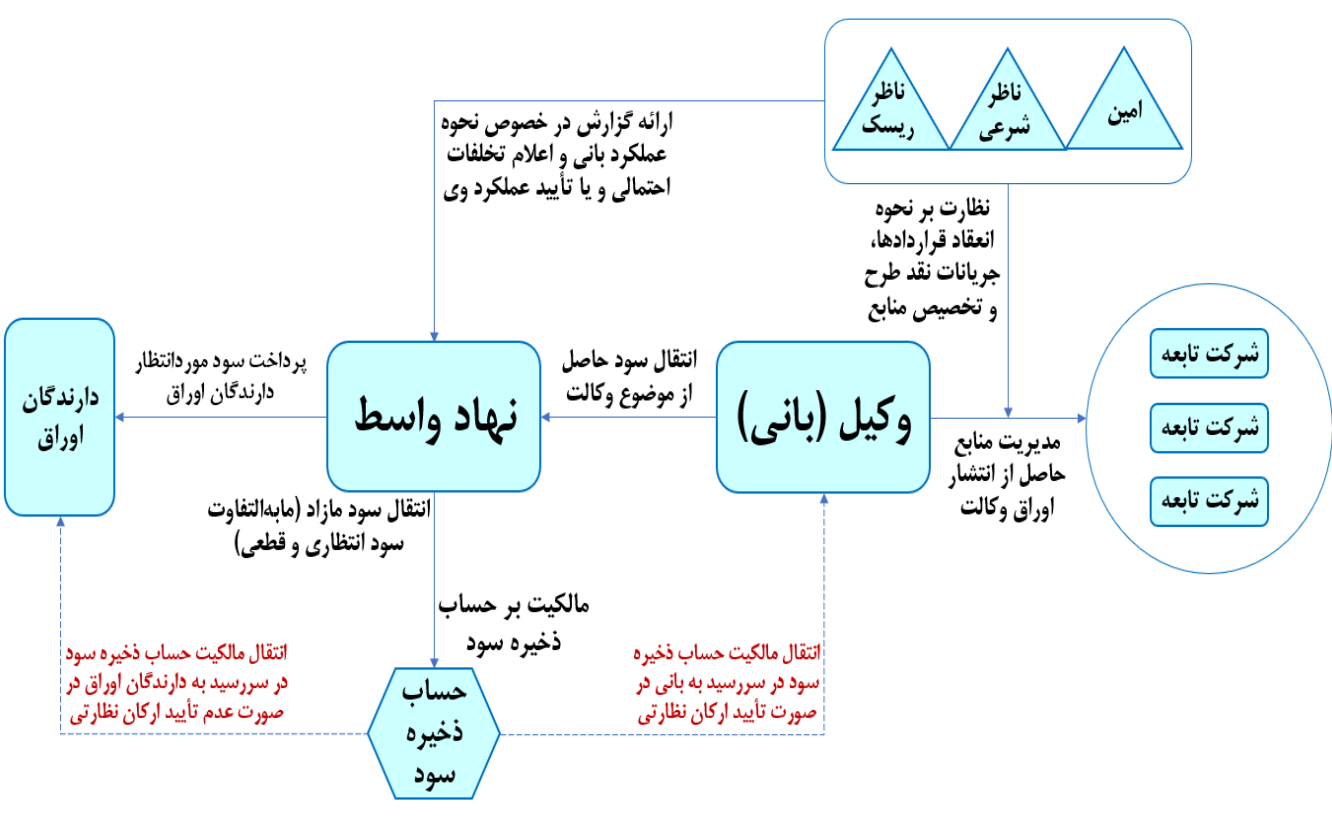 ناظر
ریسک
ناظر
شرعی
امین
ارائه گزارش در خصوص نحوه
عملکرد بانی و اعلام تخلفات
احتمالی و یا تأیید عملکرد وی
نظارت بر نحوه
انعقاد قراردادها،
جریانات نقد طرح
و تخصیص منابع
شرکت تابعه
شرکت تابعه
شرکت تابعه
وکیل (بانی)
مدیریت منابع
حاصل از انتشار
اوراق وکالت
انتقال سود حاصل
از موضوع وکالت
نهاد واسط
پرداخت سود موردانتظار
دارندگان اوراق
دارندگان
اوراق
انتقال سود مازاد (مابه‌التفاوت
سود انتظاری و قطعی)
مالکیت بر حساب
ذخیره سود
انتقال مالکیت حساب ذخیره
سود در سررسید به بانی در
صورت تأیید ارکان نظارتی
انتقال مالکیت حساب ذخیره سود
در سررسید به دارندگان اوراق در
صورت عدم تأیید ارکان نظارتی
حساب
ذخیره
سود